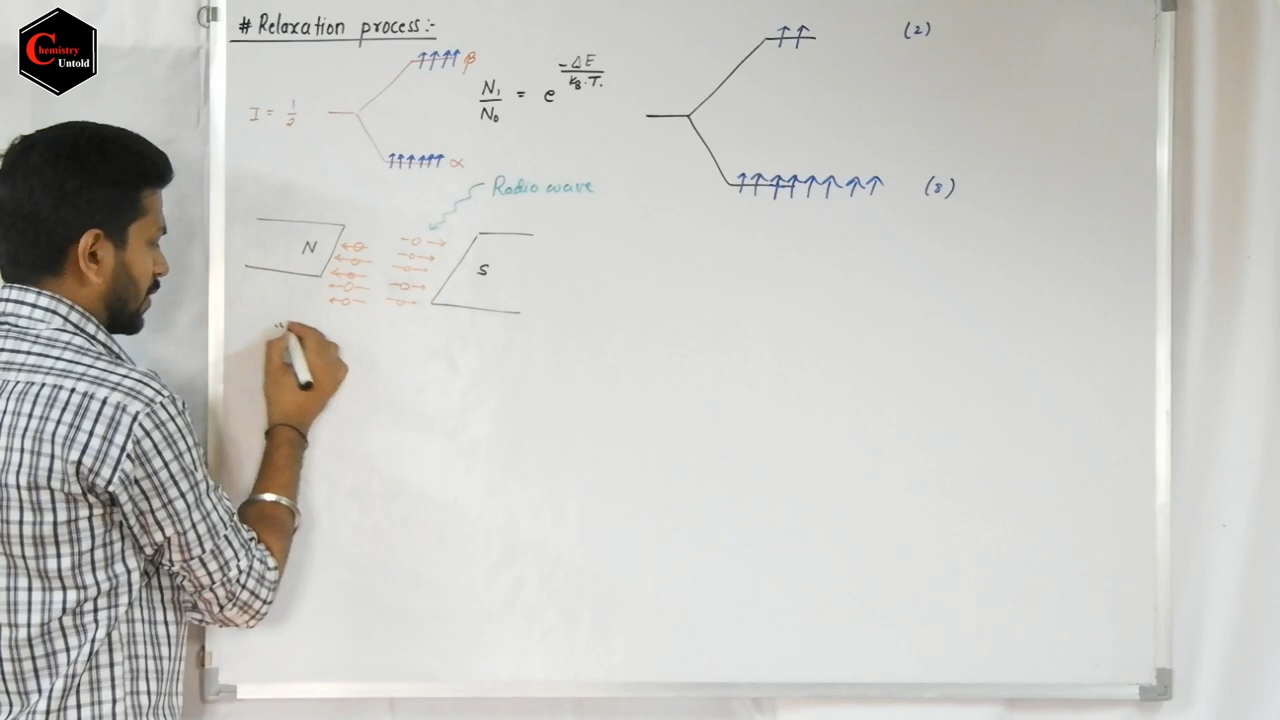 Chemistry
Untold
# Relaxation process:-
β
I = 1/2
α
N₁/N₀ = e^(-ΔE/k_B.T.)
(2)
(8)
Radio wave
N
S